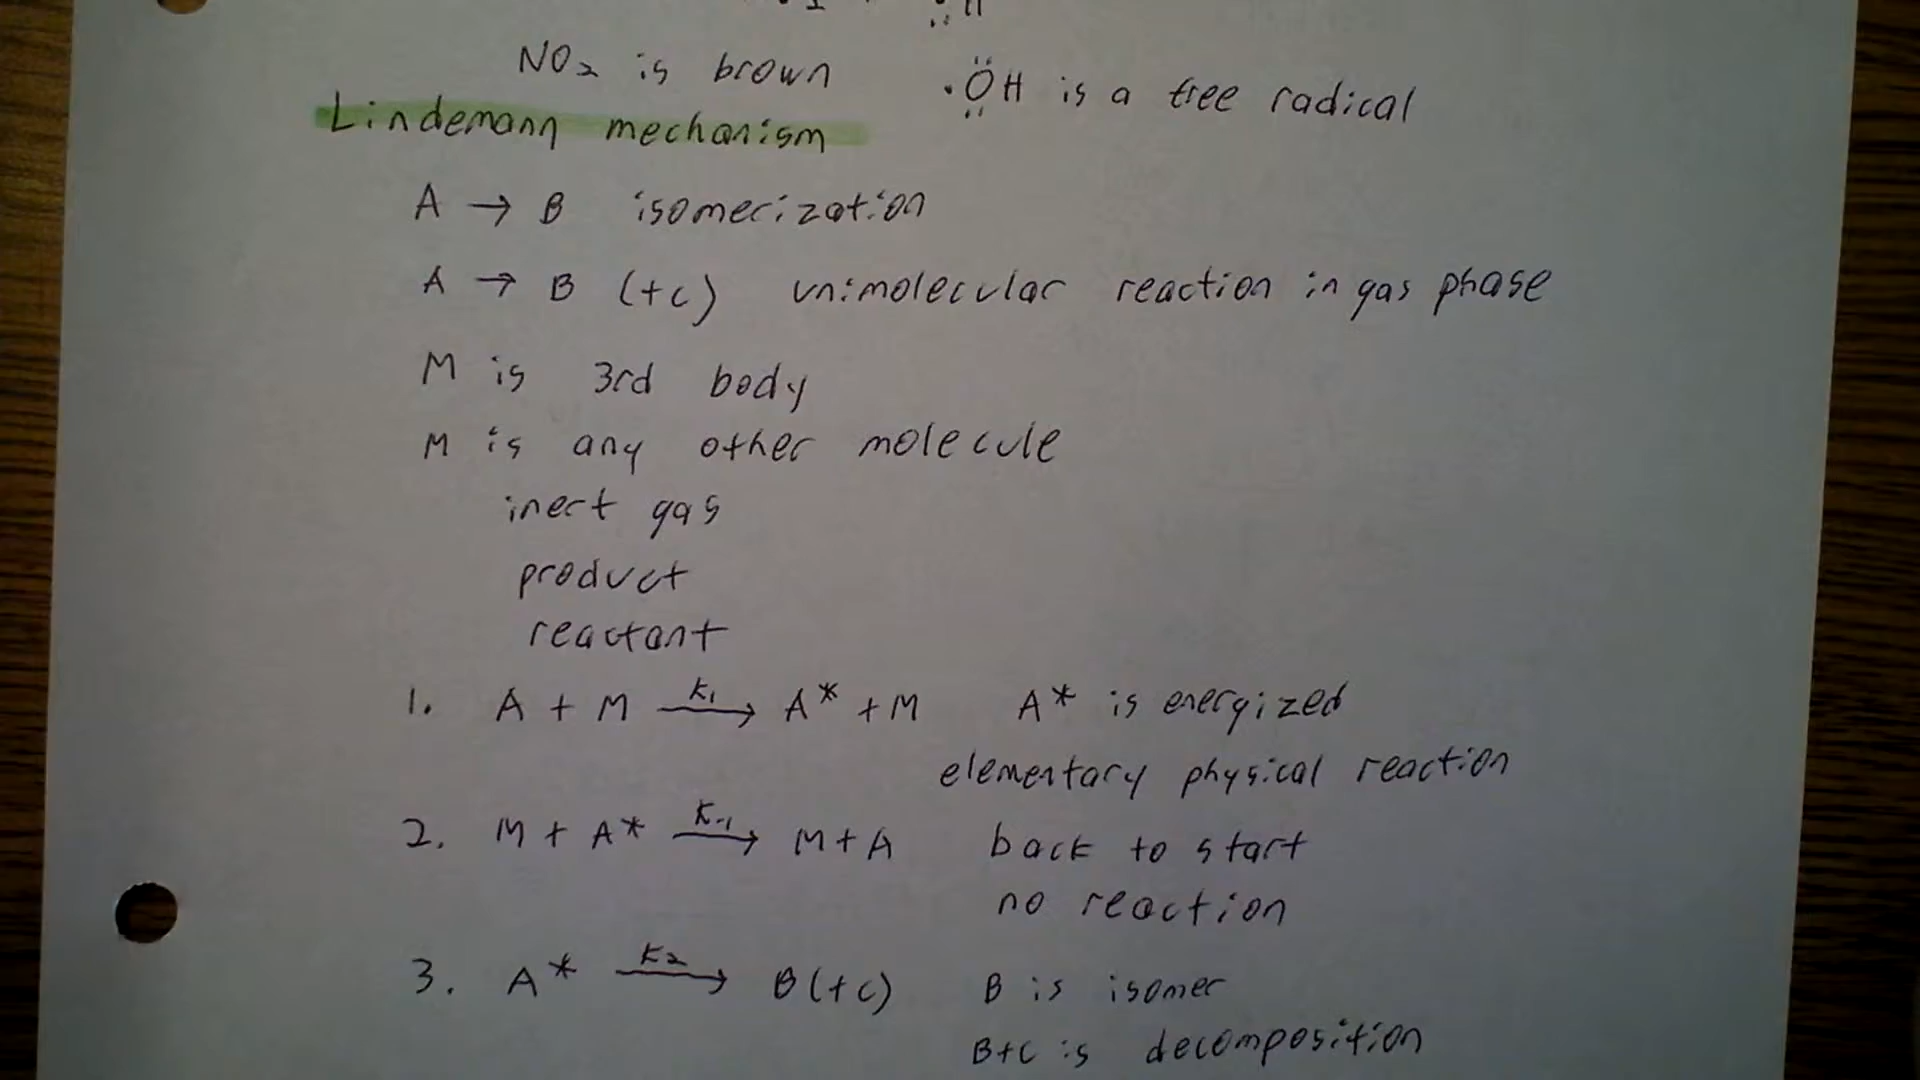 NO₂ is brown
·ÖH is a free radical
Lindemann mechanism
A → B isomerization
A → B (+C) unimolecular reaction in gas phase
M is 3rd body
M is any other molecule
inert gas
product
reactant
1. A + M —k₁→ A* + M A* is energized
elementary physical reaction
2. M + A* —k₋₁→ M + A back to start
no reaction
3. A* —k₂→ B(+C) B is isomer
B+C is decomposition